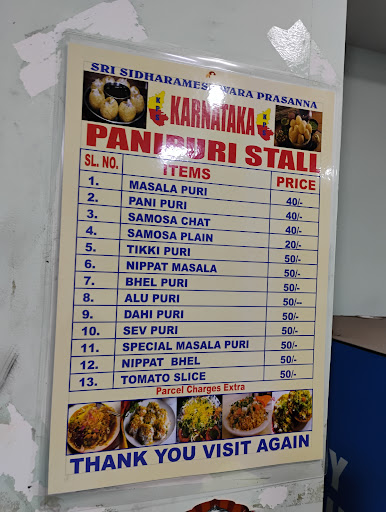 SRI SIDHARAMESHWARA PRASANNA
KARNATAKA
PANIPURI STALL
SL. NO. ITEMS PRICE
1. MASALA PURI 40/-
2. PANI PURI 40/-
3. SAMOSA CHAT 40/-
4. SAMOSA PLAIN 20/-
5. TIKKI PURI 50/-
6. NIPPAT MASALA 50/-
7. BHEL PURI 50/-
8. ALU PURI 50/--
9. DAHI PURI 50/-
10. SEV PURI 50/-
11. SPECIAL MASALA PURI 50/-
12. NIPPAT BHEL 50/-
13. TOMATO SLICE 50/-
Parcel Charges Extra
THANK YOU VISIT AGAIN